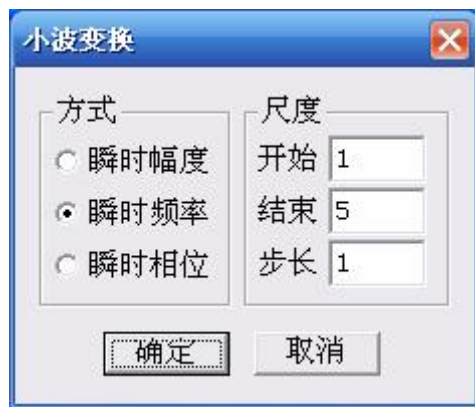 小波变换
方式
瞬时幅度
瞬时频率
瞬时相位
尺度
开始 1
结束 5
步长 1
确定 取消